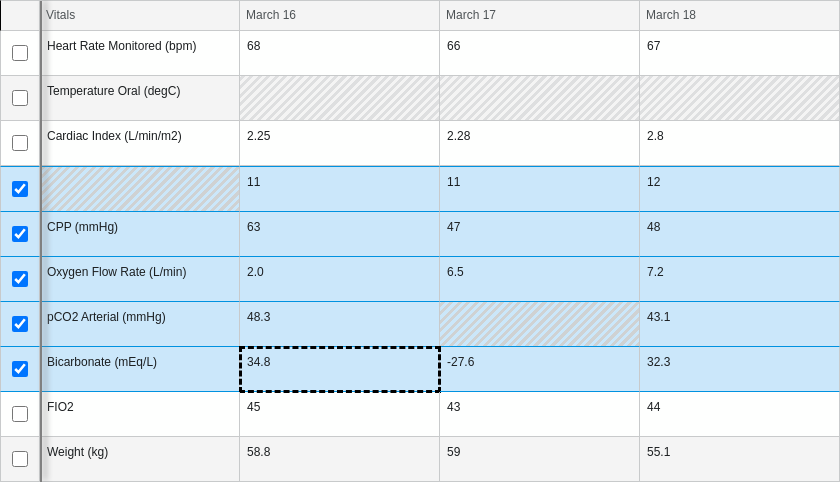 Vitals March 16 March 17 March 18
Heart Rate Monitored (bpm) 68 66 67
Temperature Oral (degC)
Cardiac Index (L/min/m2) 2.25 2.28 2.8
11 11 12
CPP (mmHg) 63 47 48
Oxygen Flow Rate (L/min) 2.0 6.5 7.2
pCO2 Arterial (mmHg) 48.3 43.1
Bicarbonate (mEq/L) 34.8 -27.6 32.3
FIO2 45 43 44
Weight (kg) 58.8 59 55.1